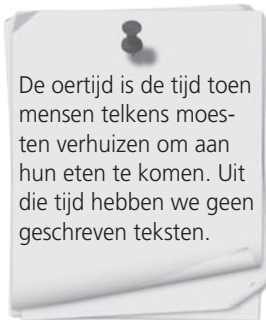 De oertijd is de tijd toen
mensen telkens moes-
ten verhuizen om aan
hun eten te komen. Uit
die tijd hebben we geen
geschreven teksten.